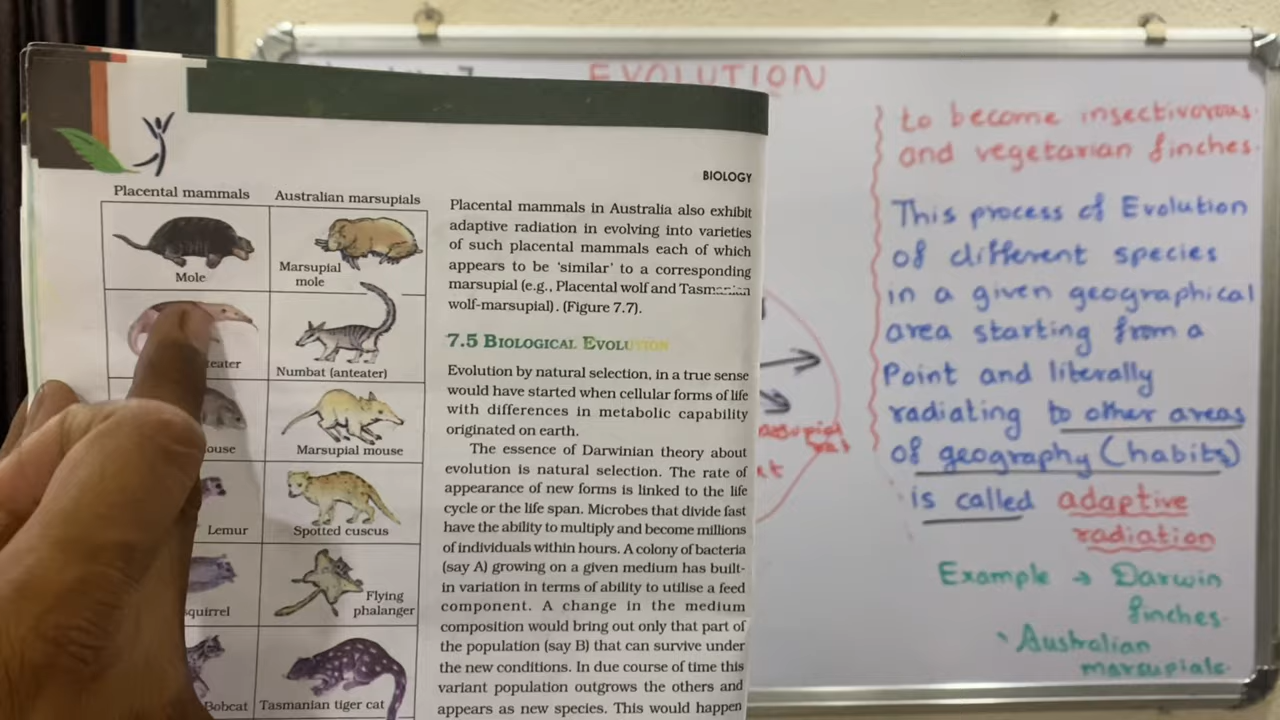 EVOLUTION
BIOLOGY
Placental mammals
Australian marsupials
Mole
Marsupial
mole
Numbat (anteater)
Marsupial mouse
Lemur
Spotted cuscus
Flying
phalanger
Bobcat
Tasmanian tiger cat
Placental mammals in Australia also exhibit
adaptive radiation in evolving into varieties
of such placental mammals each of which
appears to be ‘similar’ to a corresponding
marsupial (e.g., Placental wolf and Tasmanian
wolf-marsupial). (Figure 7.7).
7.5 BIOLOGICAL EVOLUTION
Evolution by natural selection, in a true sense
would have started when cellular forms of life
with differences in metabolic capability
originated on earth.
The essence of Darwinian theory about
evolution is natural selection. The rate of
appearance of new forms is linked to the life
cycle or the life span. Microbes that divide fast
have the ability to multiply and become millions
of individuals within hours. A colony of bacteria
(say A) growing on a given medium has built-
in variation in terms of ability to utilise a feed
component. A change in the medium
composition would bring out only that part of
the population (say B) that can survive under
the new conditions. In due course of time this
variant population outgrows the others and
appears as new species. This would happen
to become insectivorous
and vegetarian finches.
This process of Evolution
of different species
in a given geographical
area starting from a
Point and literally
radiating to other areas
of geography (habits)
is called adaptive
radiation
Example → Darwin
finches
Australian
marsupials